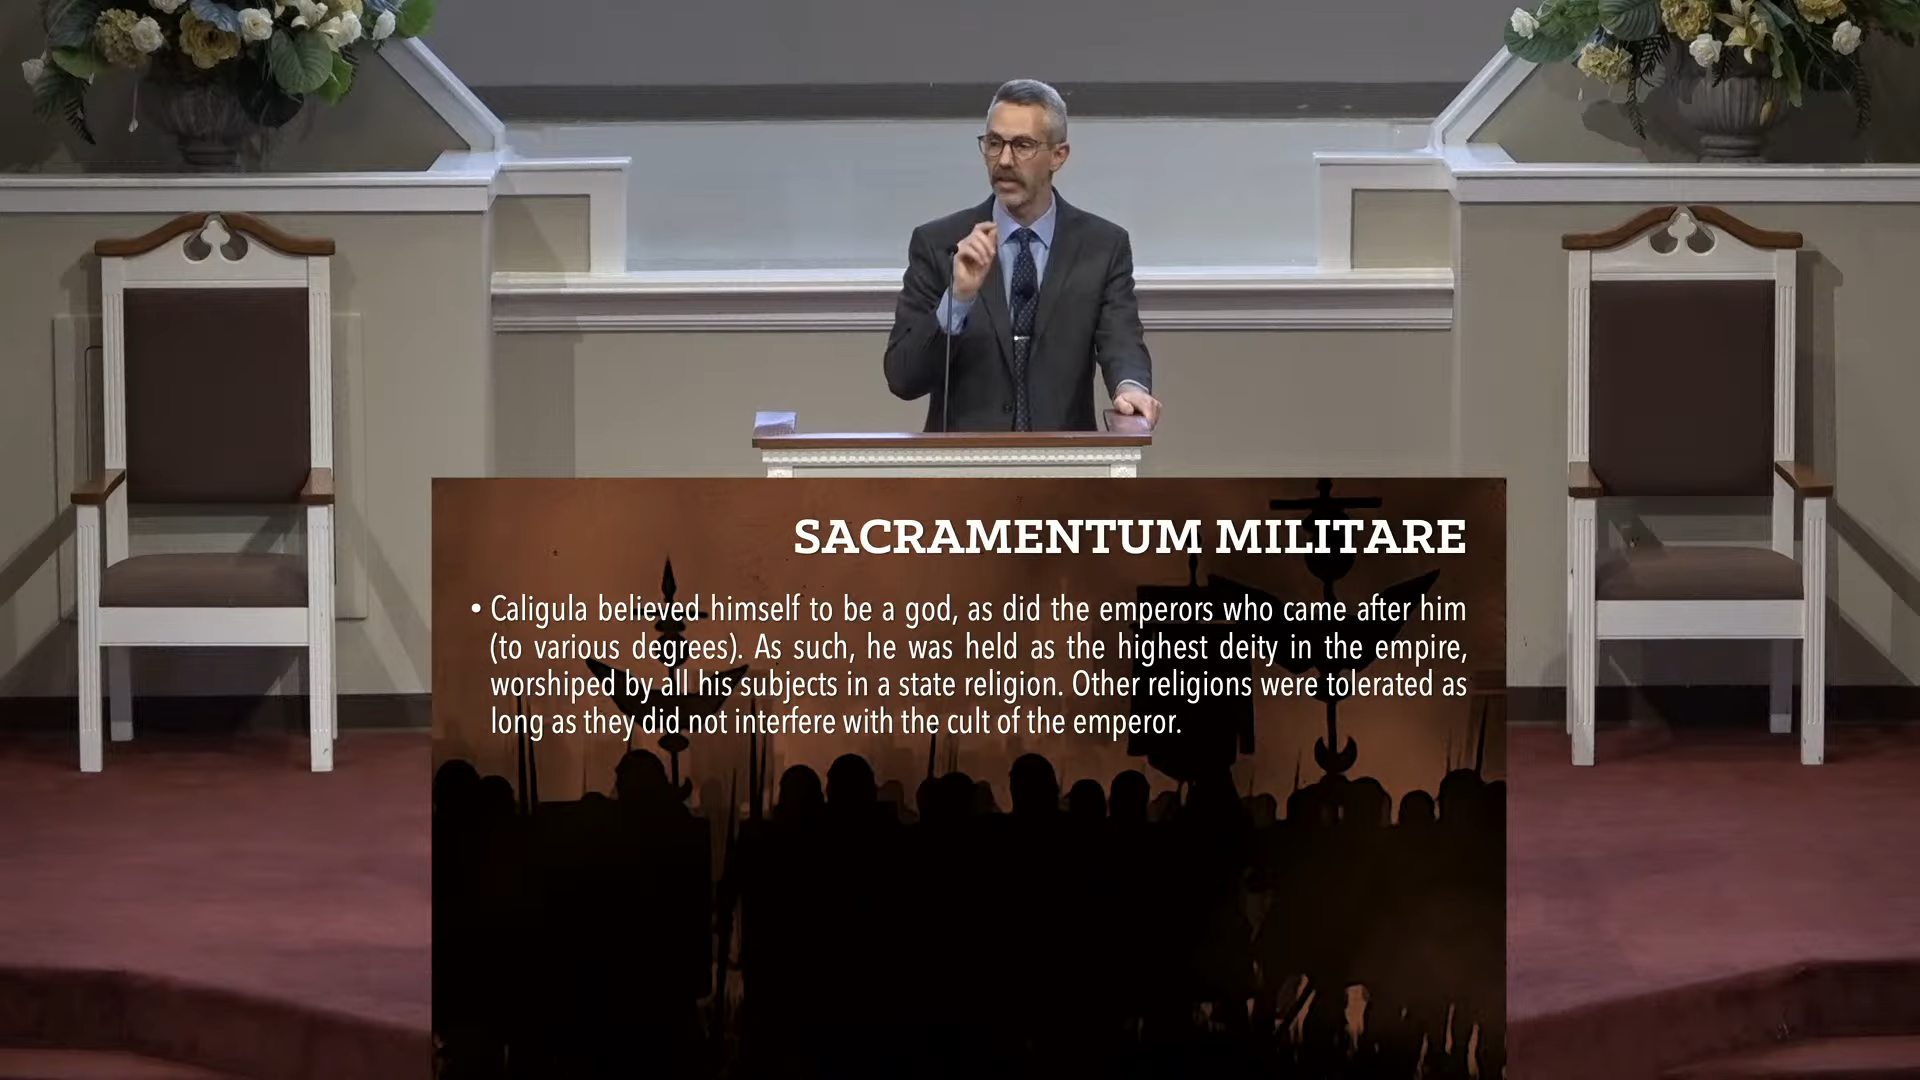 SACRAMENTUM MILITARE
• Caligula believed himself to be a god, as did the emperors who came after him
(to various degrees). As such, he was held as the highest deity in the empire,
worshiped by all his subjects in a state religion. Other religions were tolerated as
long as they did not interfere with the cult of the emperor.